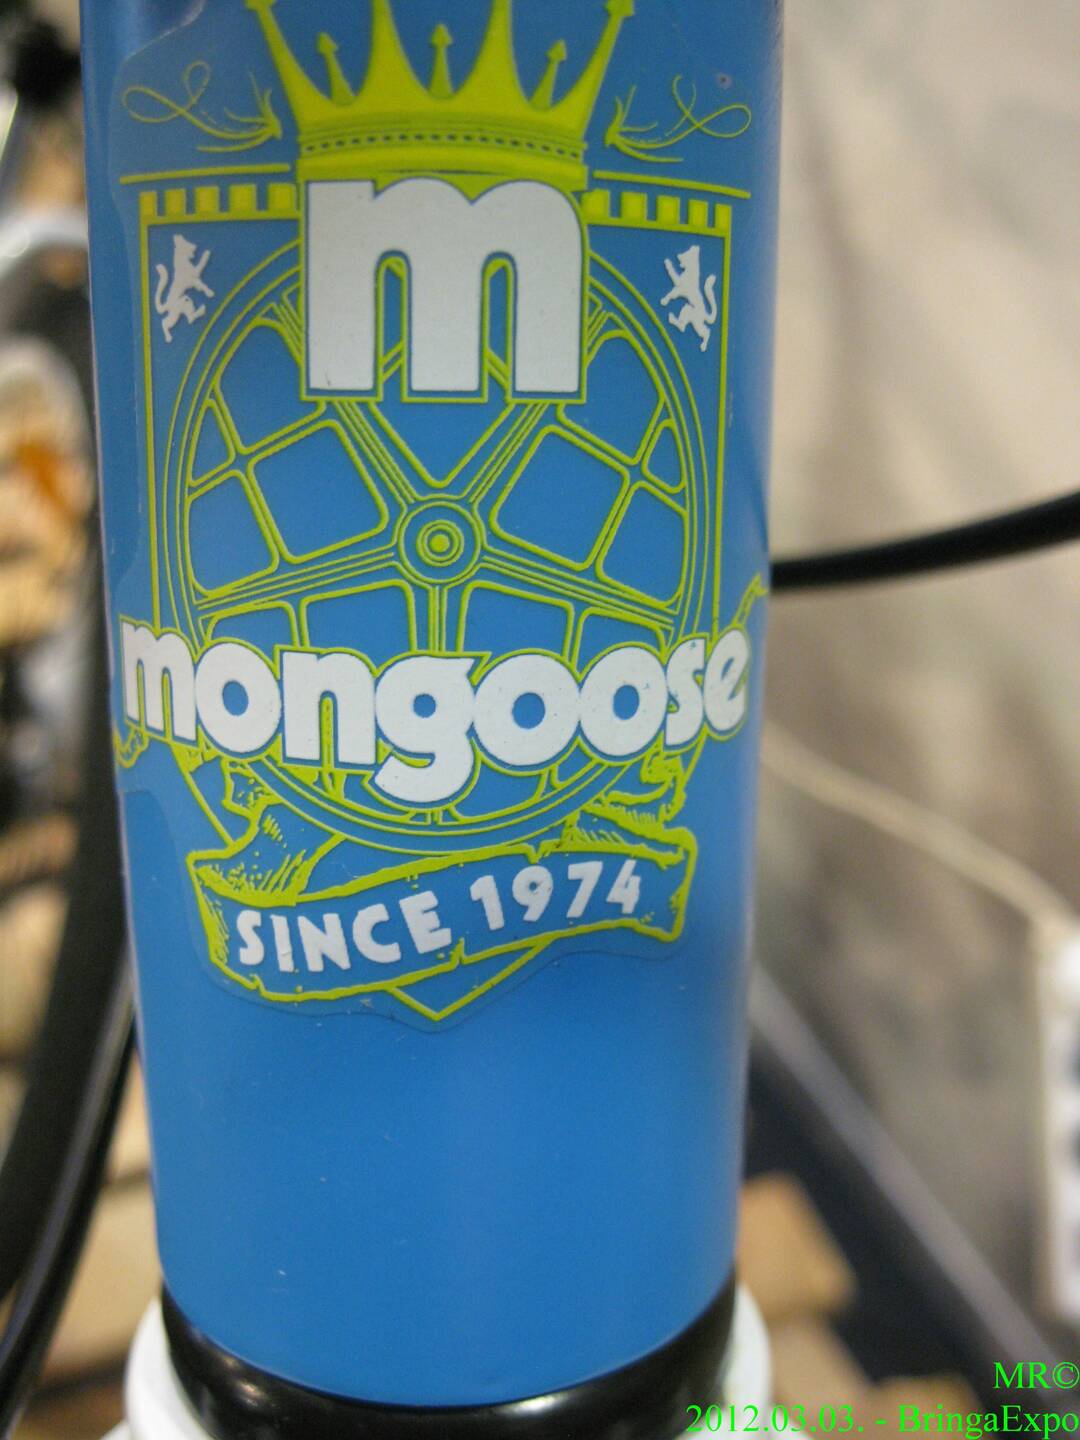 m
mongoose
SINCE 1974
MR©
2012.03.03. - BringaExpo